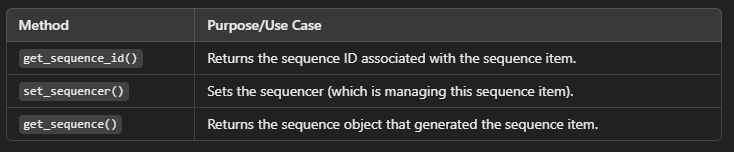 Method Purpose/Use Case
get_sequence_id() Returns the sequence ID associated with the sequence item.
set_sequencer() Sets the sequencer (which is managing this sequence item).
get_sequence() Returns the sequence object that generated the sequence item.